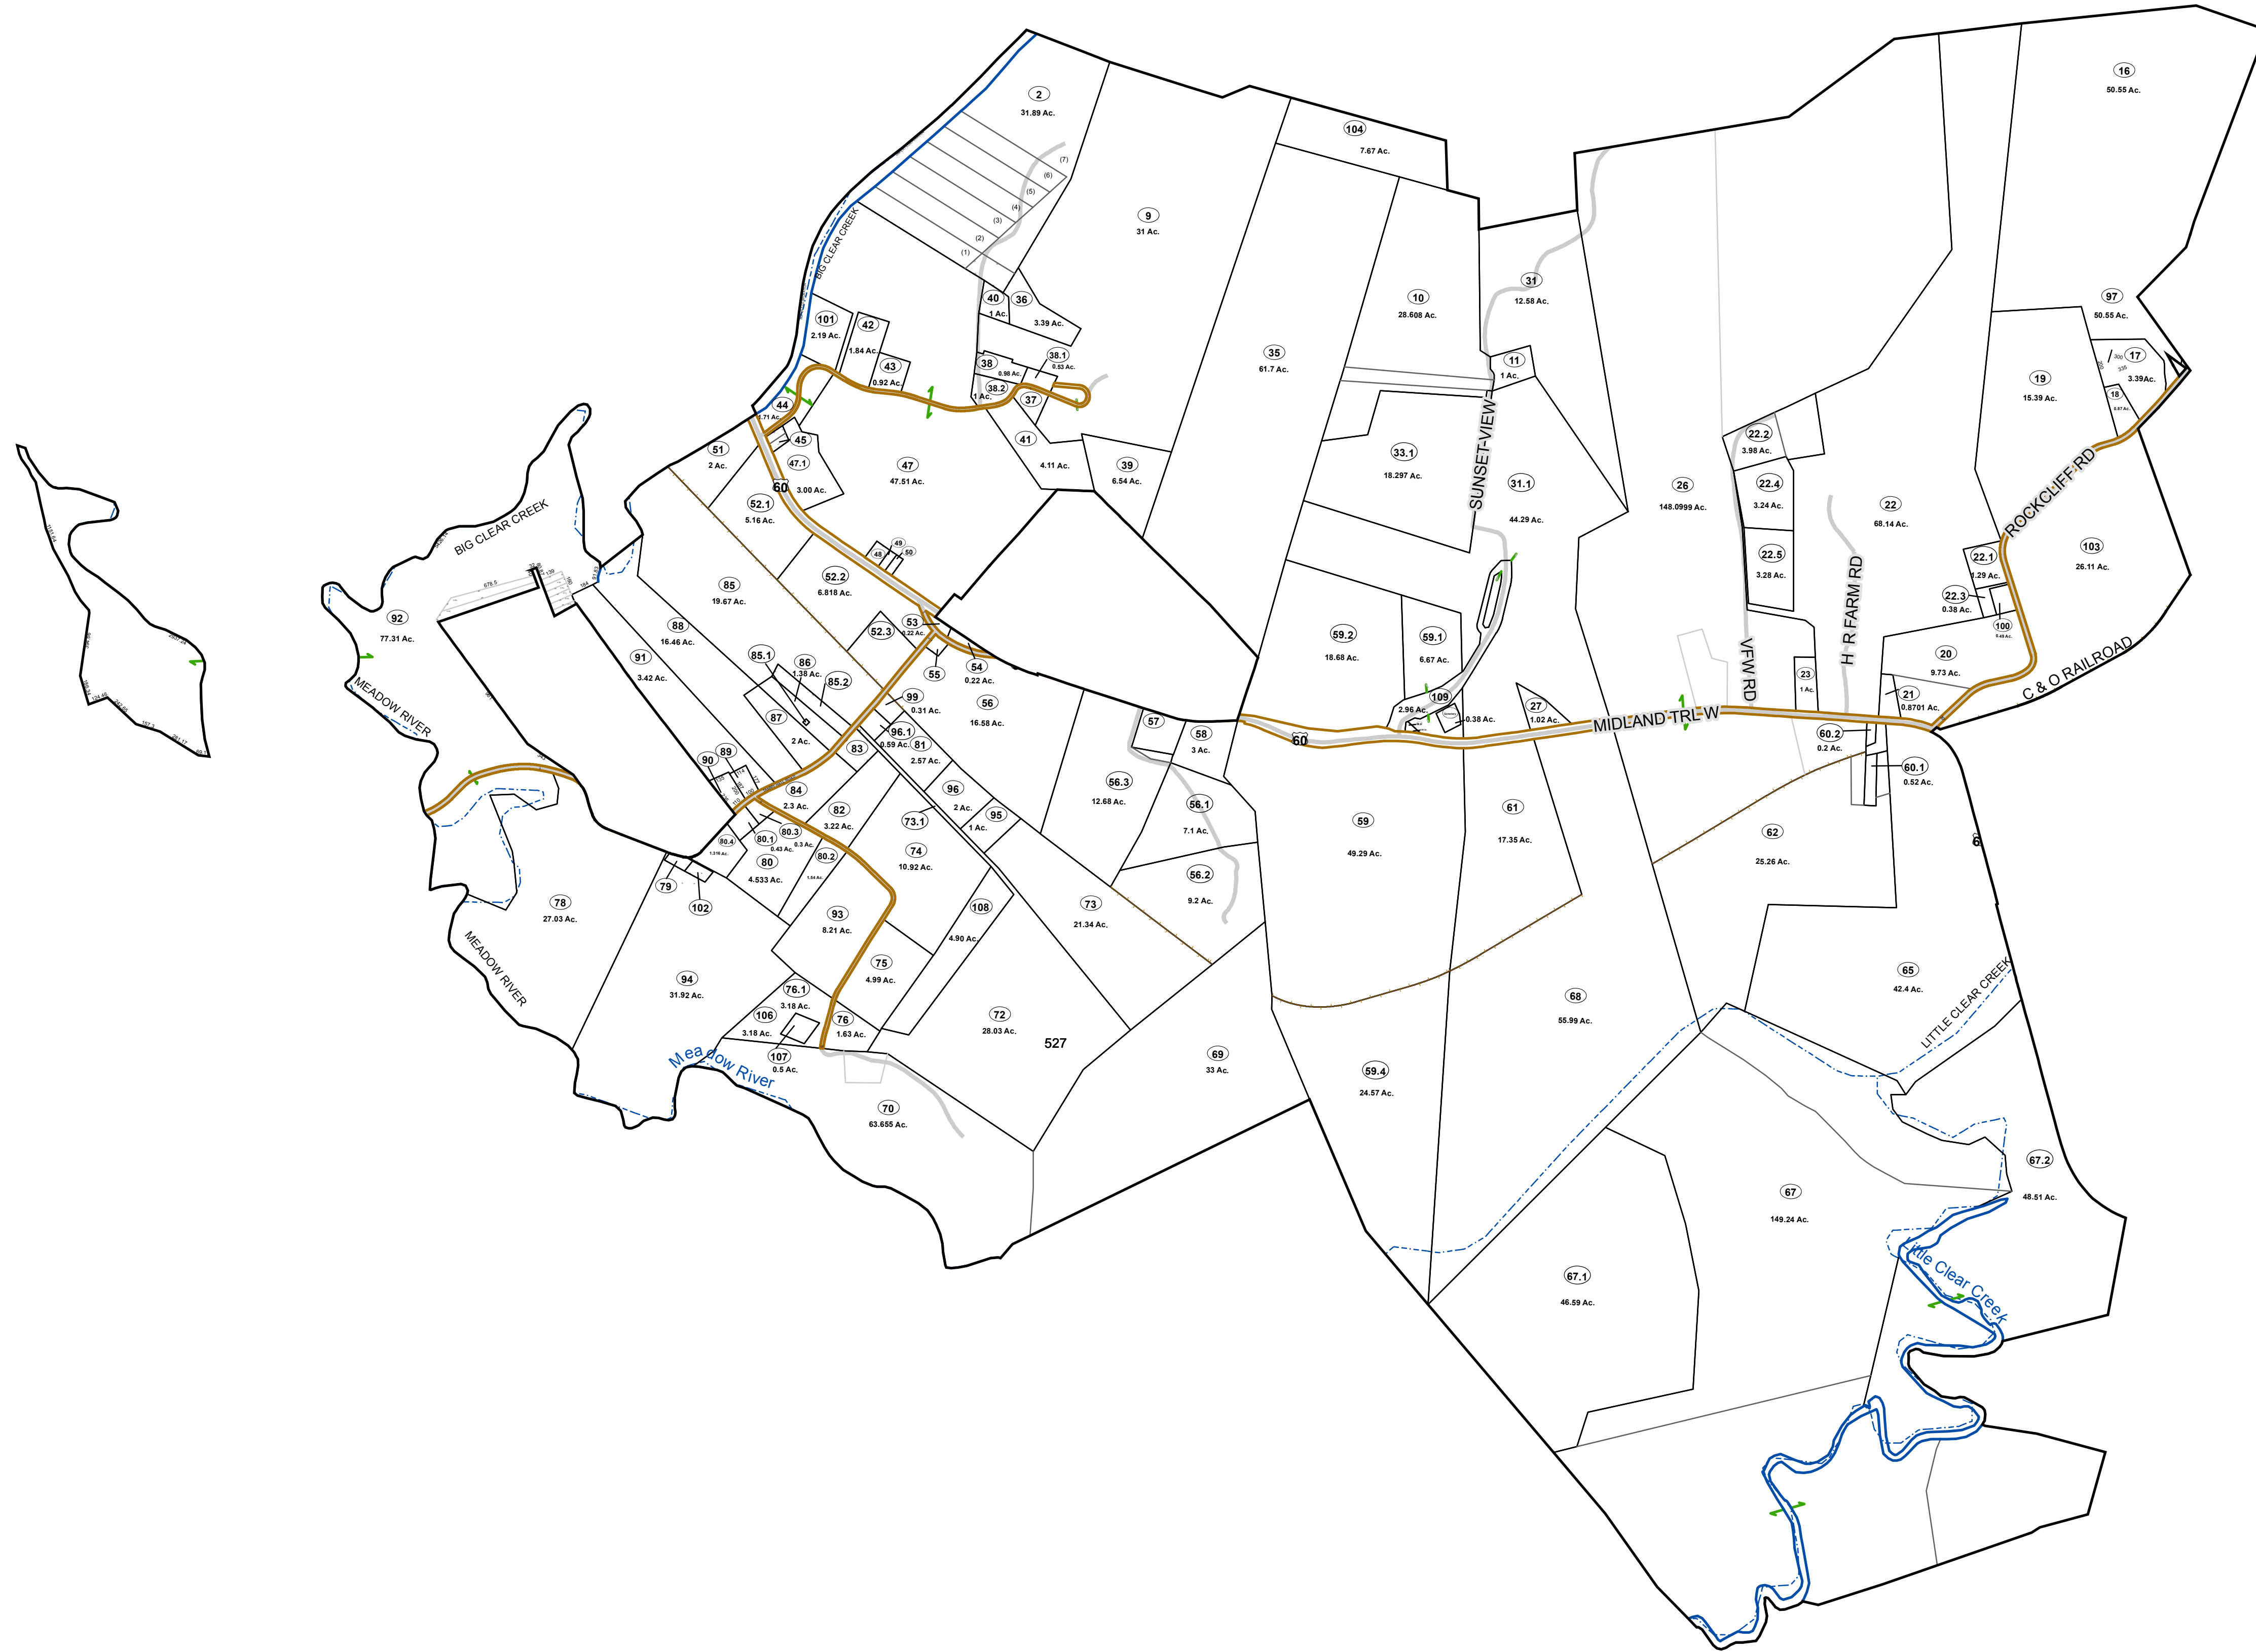 2
31.89 Ac.
(7)
(6)
(5)
(4)
(3)
(2)
(1)
BIG CLEAR CREEK
16
50.55 Ac.
104
7.67 Ac.
9
31 Ac.
31
12.58 Ac.
10
28.608 Ac.
97
50.55 Ac.
40
1 Ac.
36
3.39 Ac.
101
2.19 Ac.
42
1.84 Ac.
43
0.92 Ac.
38
0.98 Ac.
38.1
0.53 Ac.
38.2
1 Ac.
37
35
61.7 Ac.
11
1 Ac.
17
300
335
3.39Ac.
19
15.39 Ac.
18
44
1.71 Ac.
45
41
4.11 Ac.
39
6.54 Ac.
51
2 Ac.
47.1
3.00 Ac.
47
47.51 Ac.
60
52.1
5.16 Ac.
33.1
18.297 Ac.
SUNSET-VIEW
31.1
44.29 Ac.
26
148.0999 Ac.
22.2
3.98 Ac.
22.4
3.24 Ac.
22
68.14 Ac.
22.5
3.28 Ac.
ROCKCLIFF RD
103
26.11 Ac.
22.1
1.29 Ac.
22.3
0.38 Ac.
100
0.49 Ac.
H R FARM RD
VFW RD
20
9.73 Ac.
C & O RAILROAD
21
0.8701 Ac.
23
1 Ac.
BIG CLEAR CREEK
678.5
139
184
92
77.31 Ac.
MEADOW RIVER
48
49
50
85
19.67 Ac.
52.2
6.818 Ac.
88
16.46 Ac.
91
3.42 Ac.
52.3
53
0.22 Ac.
54
0.22 Ac.
55
85.1
86
1.38 Ac.
85.2
87
2 Ac.
99
0.31 Ac.
96.1
0.59 Ac.
81
2.57 Ac.
83
56
16.58 Ac.
57
58
3 Ac.
59.2
18.68 Ac.
59.1
6.67 Ac.
109
2.96 Ac.
0.38 Ac.
27
1.02 Ac.
MIDLAND TRL W
60
60.2
0.2 Ac.
60.1
0.52 Ac.
90
89
84
2.3 Ac.
82
3.22 Ac.
73.1
96
2 Ac.
95
1 Ac.
56.3
12.68 Ac.
56.1
7.1 Ac.
56.2
9.2 Ac.
59
49.29 Ac.
61
17.35 Ac.
62
25.26 Ac.
6
80.4
80.1
0.43 Ac.
80.3
0.3 Ac.
80
4.533 Ac.
80.2
74
10.92 Ac.
79
102
78
27.03 Ac.
MEADOW RIVER
93
8.21 Ac.
108
4.90 Ac.
73
21.34 Ac.
75
4.99 Ac.
94
31.92 Ac.
76.1
3.18 Ac.
106
3.18 Ac.
76
1.63 Ac.
107
0.5 Ac.
Meadow River
72
28.03 Ac.
527
69
33 Ac.
70
63.655 Ac.
59.4
24.57 Ac.
68
55.99 Ac.
65
42.4 Ac.
LITTLE CLEAR CREEK
67.2
48.51 Ac.
67
149.24 Ac.
67.1
46.59 Ac.
Little Clear Creek